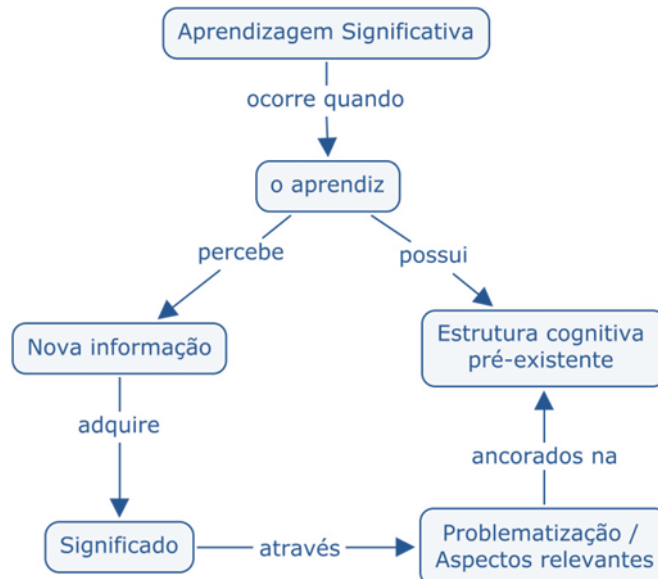 Aprendizagem Significativa
ocorre quando
o aprendiz
percebe
possui
Nova informação
Estrutura cognitiva
pré-existente
adquire
ancorados na
Significado
através
Problematização /
Aspectos relevantes